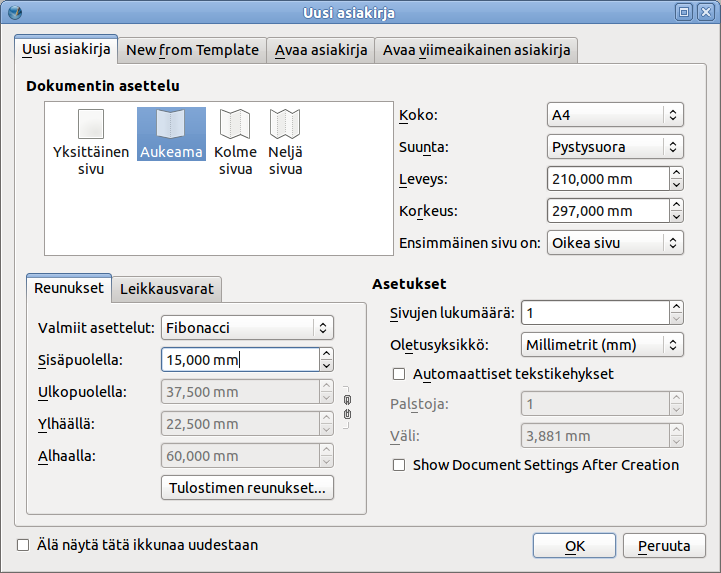 Uusi asiakirja
Uusi asiakirja
New from Template
Avaa asiakirja
Avaa viimeaikainen asiakirja
Dokumentin asettelu
Yksittäinen
sivu
Aukeama
Kolme
sivua
Neljä
sivua
Koko: A4
Suunta: Pystysuora
Leveys: 210,000 mm
Korkeus: 297,000 mm
Ensimmäinen sivu on: Oikea sivu
Reunukset
Leikkausvarat
Valmiit asettelut: Fibonacci
Sisäpuolella: 15,000 mm
Ulkopuolella: 37,500 mm
Ylhäällä: 22,500 mm
Alhaalla: 60,000 mm
Tulostimen reunukset...
Asetukset
Sivujen lukumäärä: 1
Oletusyksikkö: Millimetrit (mm)
Automaattiset tekstikehykset
Palstoja: 1
Väli: 3,881 mm
Show Document Settings After Creation
Älä näytä tätä ikkunaa uudestaan
OK
Peruuta